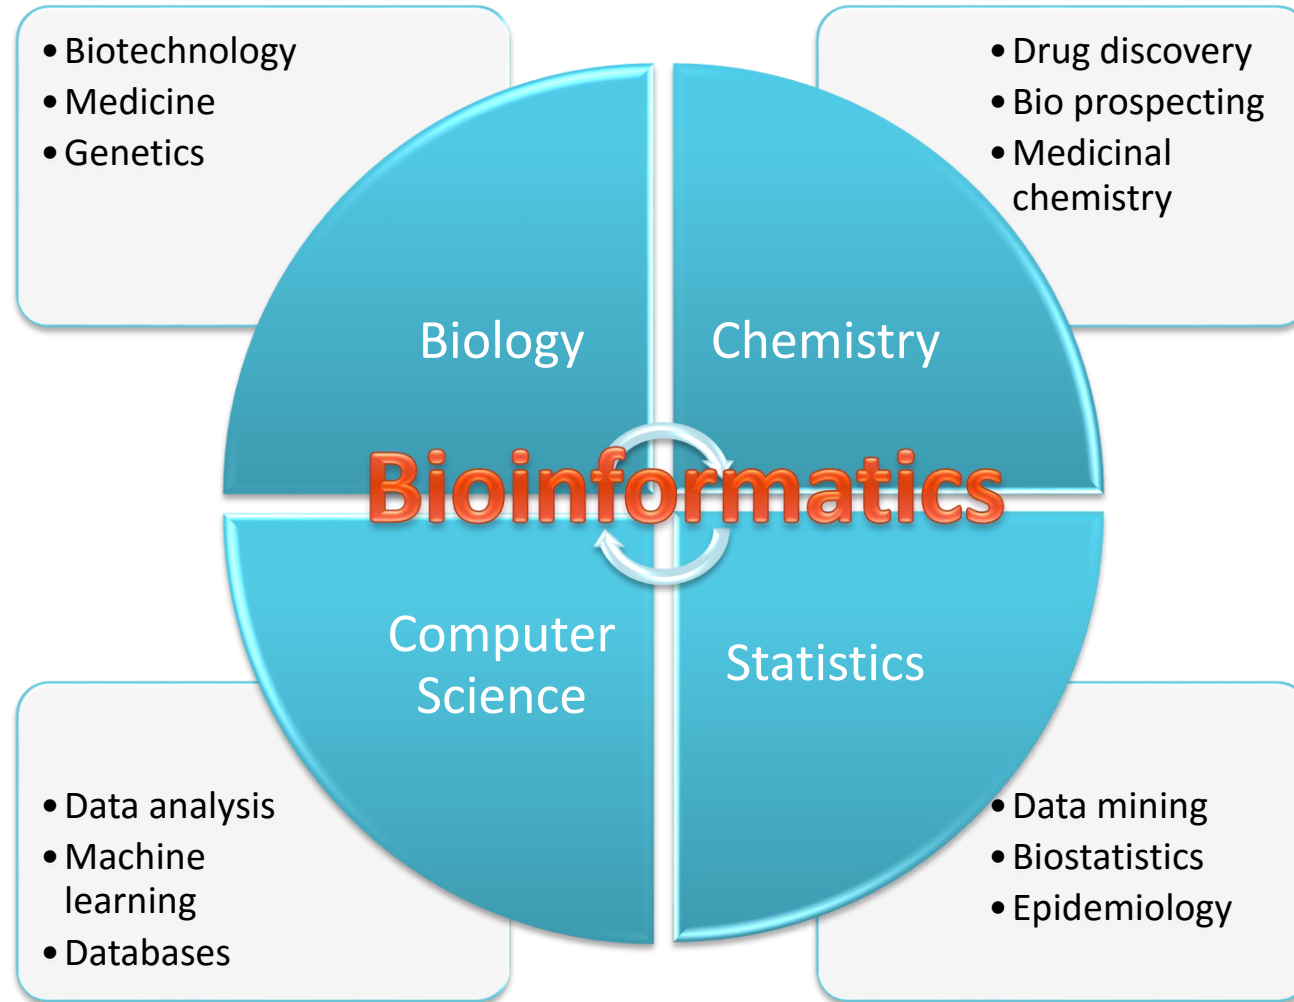 • Biotechnology
• Medicine
• Genetics
• Drug discovery
• Bio prospecting
• Medicinal
chemistry
Biology
Chemistry
Bioinformatics
Computer
Science
Statistics
• Data analysis
• Machine
learning
• Databases
• Data mining
• Biostatistics
• Epidemiology